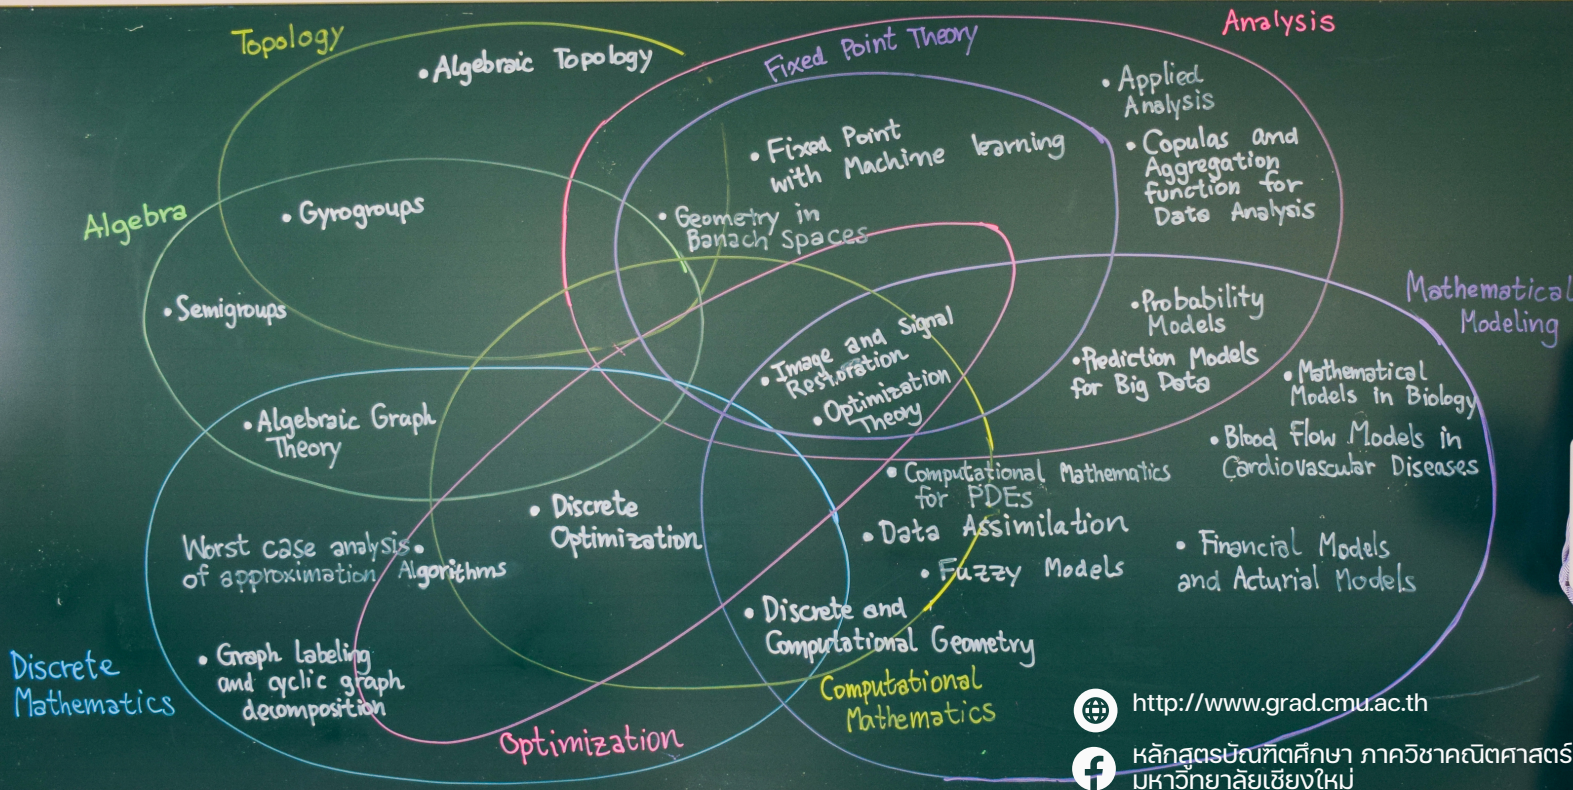 Topology
• Algebraic Topology
Fixed Point Theory
Analysis
• Applied
Analysis
• Fixed Point
with Machine learning
• Copulas and
Aggregation
function for
Data Analysis
Algebra
• Gyrogroups
• Geometry in
Banach Spaces
• Semigroups
• Probability
Models
Mathematical
Modeling
• Image and Signal
Restoration
• Optimization
Theory
• Prediction Models
for Big Data
• Mathematical
Models in Biology
• Algebraic Graph
Theory
• Blood Flow Models in
Cardiovascular Diseases
• Computational Mathematics
for PDEs
• Discrete
Optimization
• Data Assimilation
Worst case analysis •
of approximation Algorithms
• Fuzzy Models
• Financial Models
and Acturial Models
• Discrete and
Computational Geometry
• Graph Labeling
and cyclic graph
decomposition
Discrete
Mathematics
Optimization
Computational
Mathematics
http://www.grad.cmu.ac.th
หลักสูตรบัณฑิตศึกษา ภาควิชาคณิตศาสตร์
มหาวิทยาลัยเชียงใหม่